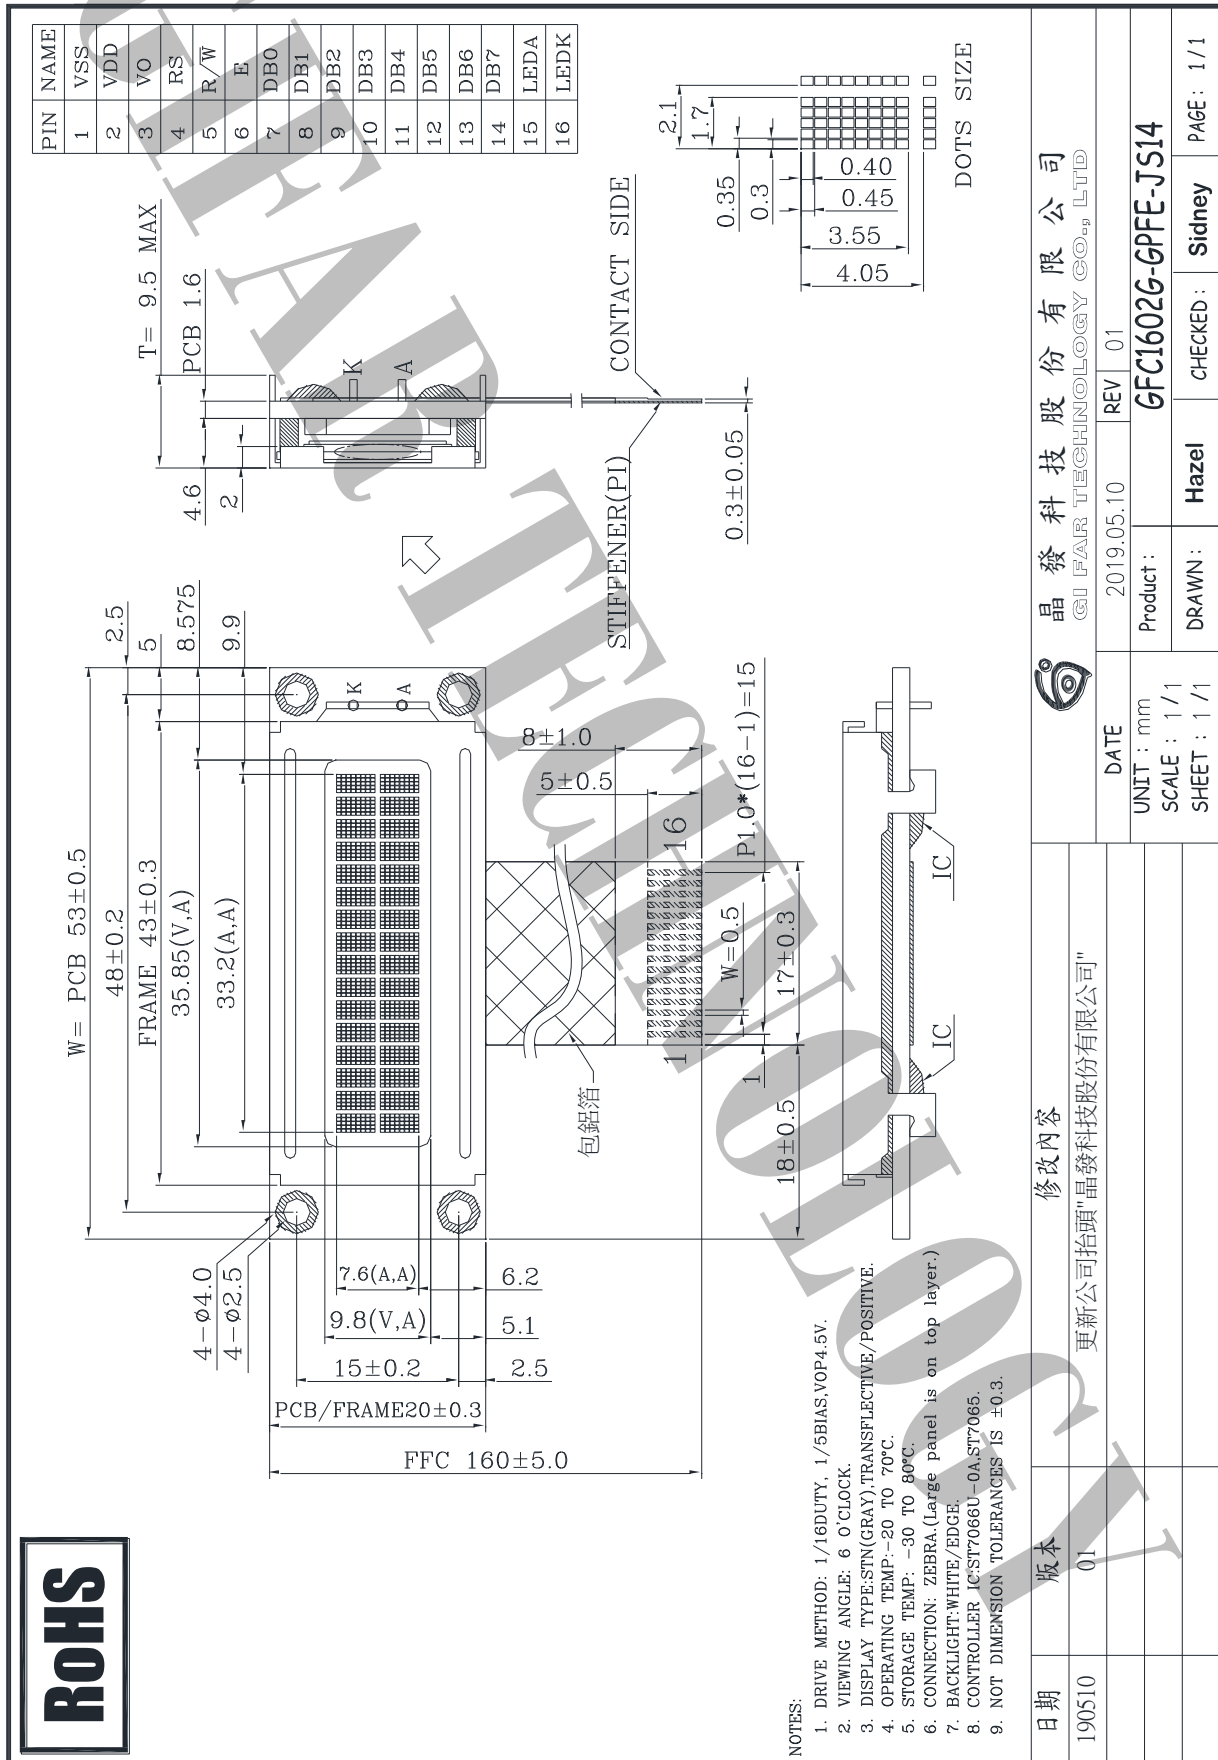 RoHS
W= PCB 53±0.5
48±0.2
FRAME 43±0.3
35.85(V,A)
33.2(A,A)
2.5
5
8.575
9.9
4-ø4.0
4-ø2.5
7.6(A,A)
9.8(V,A)
15±0.2
PCB/FRAME20±0.3
FFC 160±5.0
6.2
5.1
2.5
K
A
包鋁箔
8±1.0
5±0.5
1
16
P1.0*(16-1)=15
W=0.5
1
17±0.3
18±0.5
IC
IC
T= 9.5 MAX
PCB 1.6
4.6
2
K
A
CONTACT SIDE
STIFFENER(PI)
0.3±0.05
PIN NAME
1 VSS
2 VDD
3 VO
4 RS
5 R/W̅
6 E
7 DB0
8 DB1
9 DB2
10 DB3
11 DB4
12 DB5
13 DB6
14 DB7
15 LEDA
16 LEDK
2.1
1.7
0.35
0.3
0.40
0.45
3.55
4.05
DOTS SIZE
NOTES:
1. DRIVE METHOD: 1/16DUTY, 1/5BIAS,VOP4.5V.
2. VIEWING ANGLE: 6 O'CLOCK.
3. DISPLAY TYPE:STN(GRAY),TRANSFLECTIVE/POSITIVE.
4. OPERATING TEMP:-20 TO 70°C.
5. STORAGE TEMP: -30 TO 80°C.
6. CONNECTION: ZEBRA.(Large panel is on top layer.)
7. BACKLIGHT:WHITE/EDGE.
8. CONTROLLER IC:ST7066U-0A,ST7065.
9. NOT DIMENSION TOLERANCES IS ±0.3.
日期 版本 修改內容
190510 01 更新公司抬頭"晶發科技股份有限公司"
晶發科技股份有限公司
GI FAR TECHNOLOGY CO., LTD
DATE 2019.05.10 REV 01
UNIT : mm
SCALE : 1/1
SHEET : 1/1
Product : GFC1602G-GPFE-JS14
DRAWN : Hazel CHECKED : Sidney PAGE : 1/1
GIFAR TECHNOLOGY